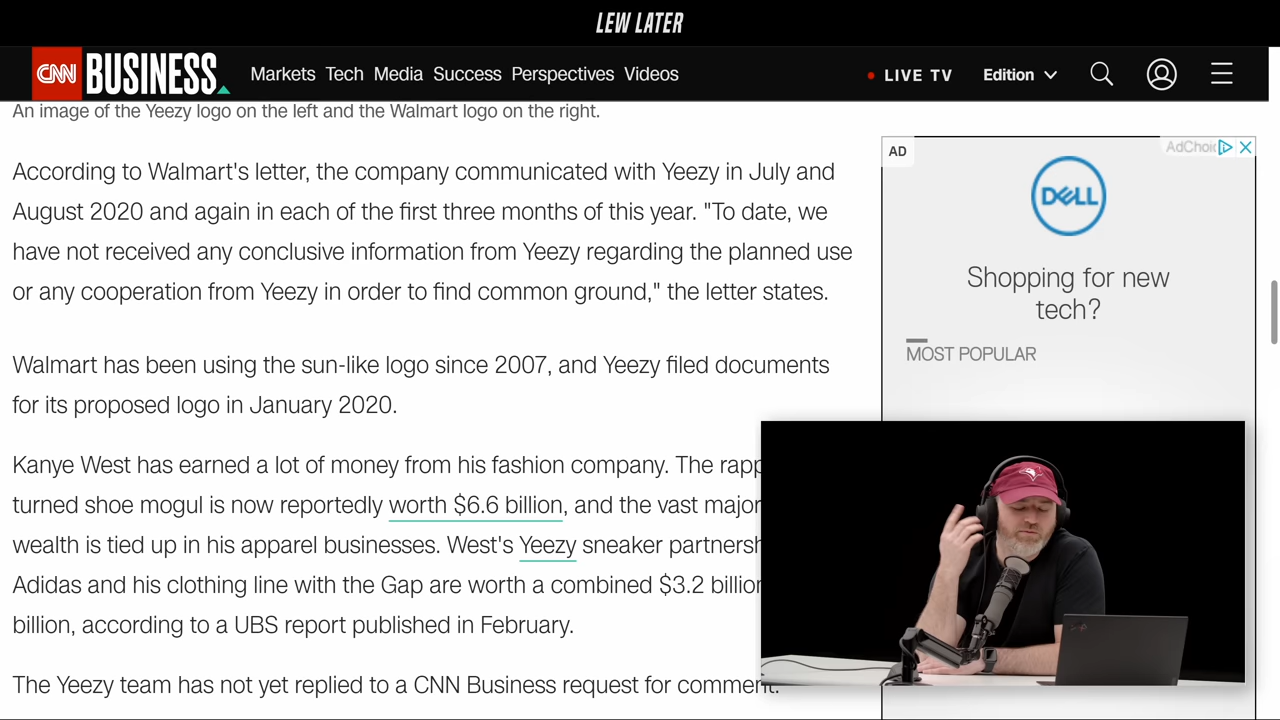 LEW LATER
CNN BUSINESS Markets Tech Media Success Perspectives Videos LIVE TV Edition
An image of the Yeezy logo on the left and the Walmart logo on the right.
According to Walmart's letter, the company communicated with Yeezy in July and
August 2020 and again in each of the first three months of this year. "To date, we
have not received any conclusive information from Yeezy regarding the planned use
or any cooperation from Yeezy in order to find common ground," the letter states.
Walmart has been using the sun-like logo since 2007, and Yeezy filed documents
for its proposed logo in January 2020.
Kanye West has earned a lot of money from his fashion company. The rapp
turned shoe mogul is now reportedly worth $6.6 billion, and the vast major
wealth is tied up in his apparel businesses. West's Yeezy sneaker partnersh
Adidas and his clothing line with the Gap are worth a combined $3.2 billion
billion, according to a UBS report published in February.
The Yeezy team has not yet replied to a CNN Business request for comment.
AD
AdChoic
DELL
Shopping for new
tech?
MOST POPULAR